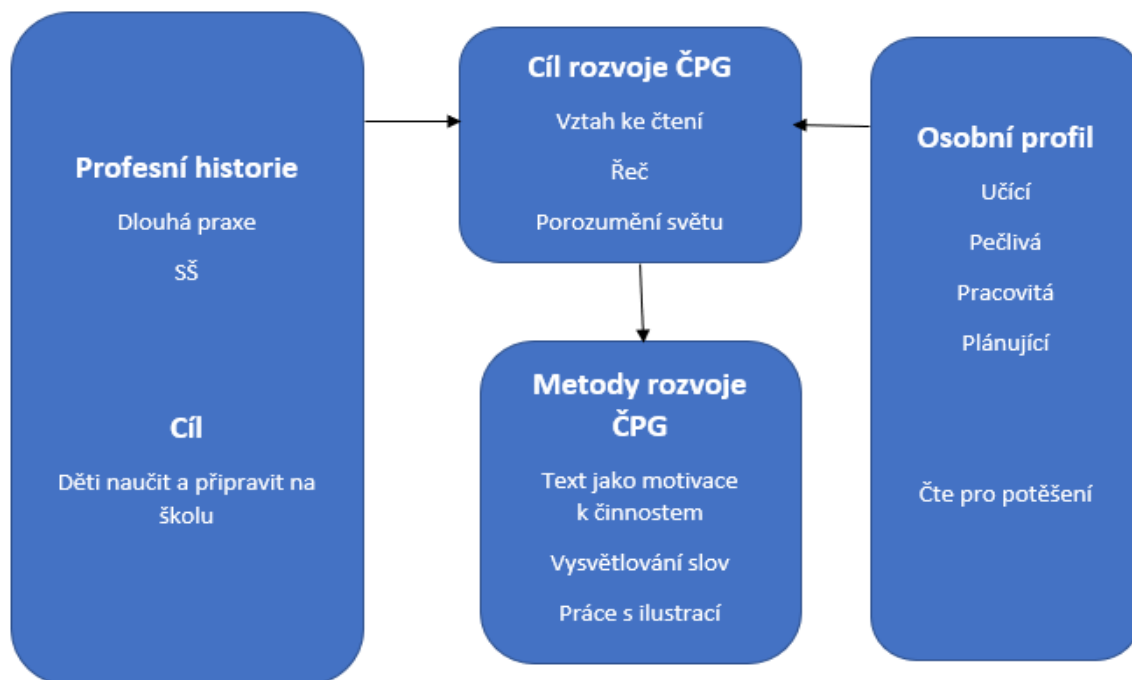 Profesní historie
Dlouhá praxe
SŠ
Cíl
Děti naučit a připravit na
školu
Cíl rozvoje ČPG
Vztah ke čtení
Řeč
Porozumění světu
Metody rozvoje
ČPG
Text jako motivace
k činnostem
Vysvětlování slov
Práce s ilustrací
Osobní profil
Učící
Pečlivá
Pracovitá
Plánující
Čte pro potěšení